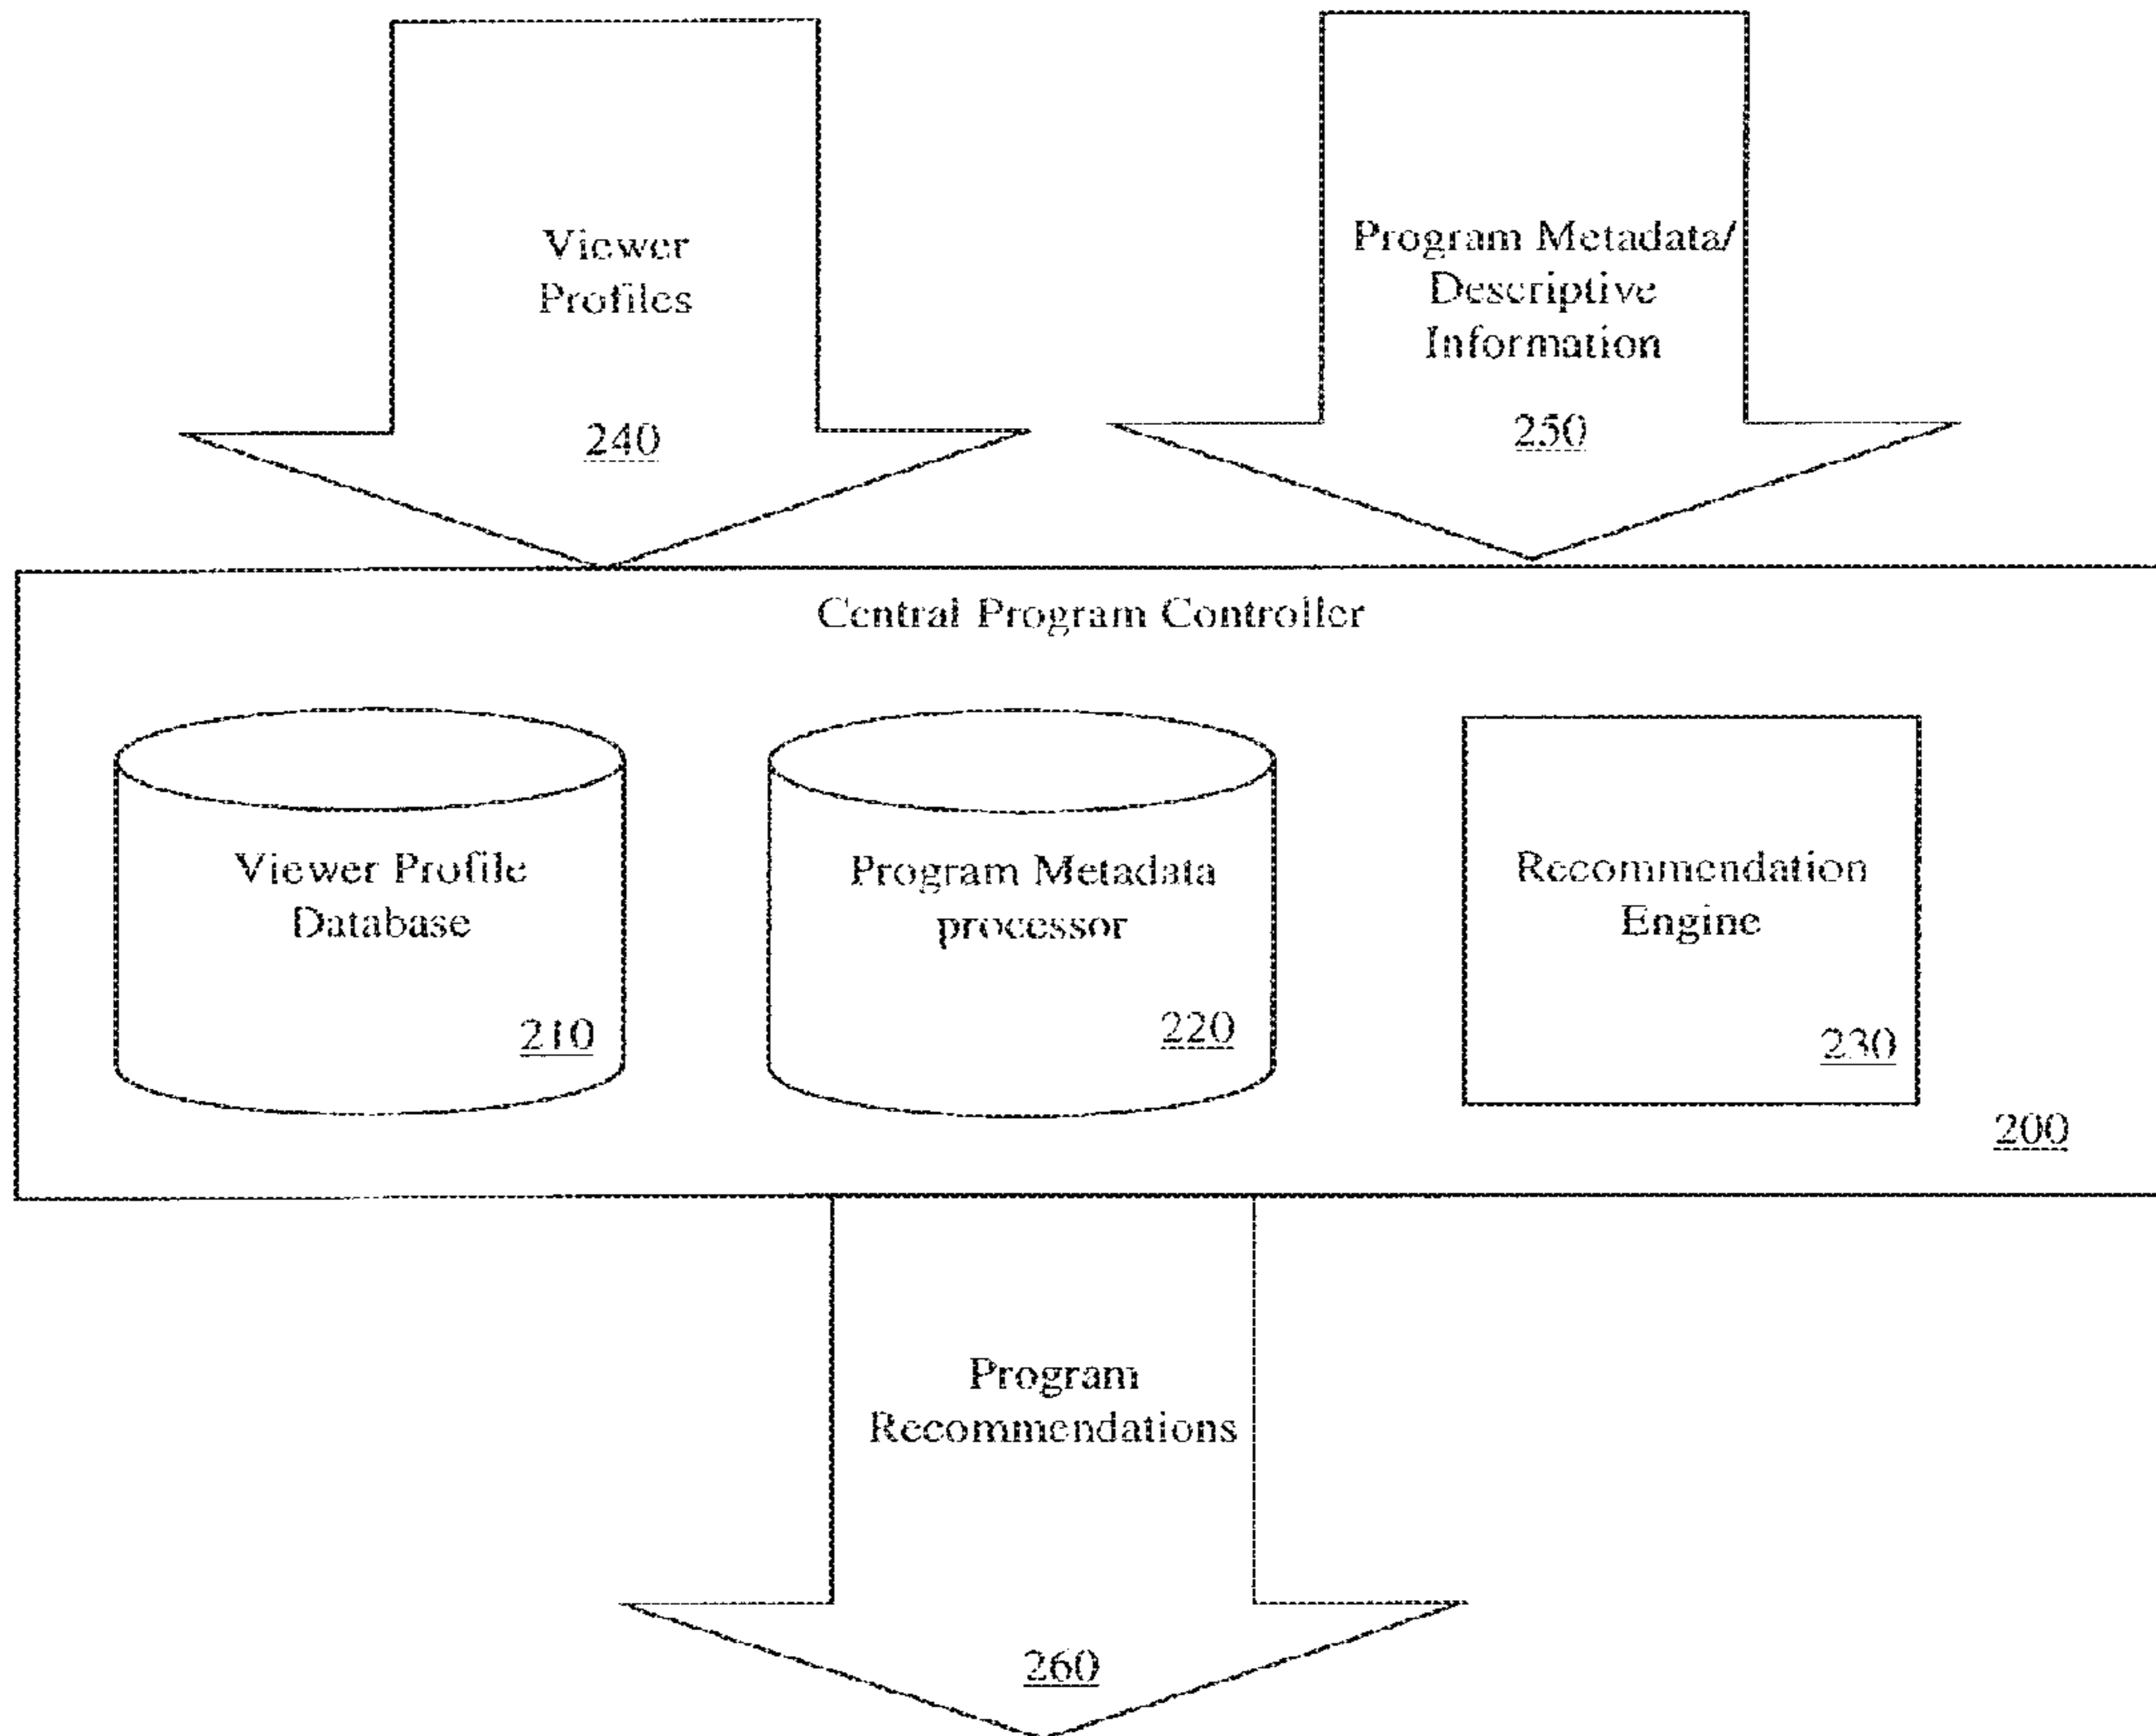 Viewer
Profiles
240
Program Metadata/
Descriptive
Information
250
Central Program Controller
Viewer Profile
Database
210
Program Metadata
processor
220
Recommendation
Engine
230
200
Program
Recommendations
260